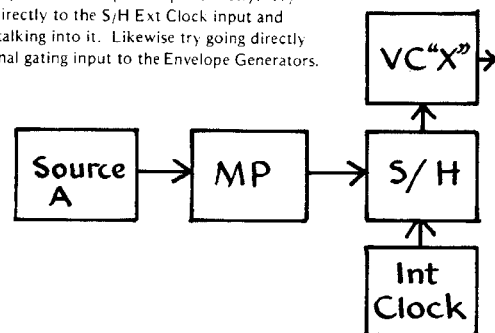 directly to the S/H Ext Clock input and
talking into it. Likewise try going directly
nal gating input to the Envelope Generators.
VC"X"
Source
A
MP
S/H
Int
Clock